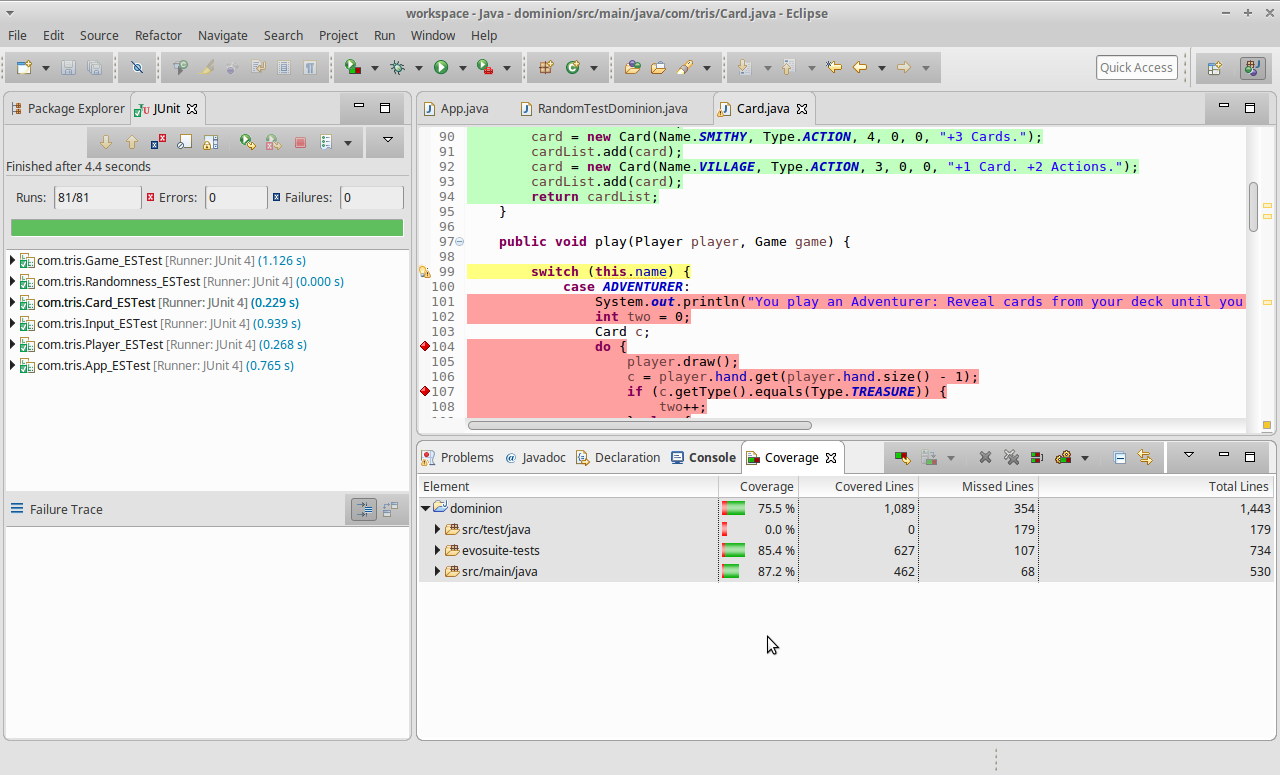 workspace - Java - dominion/src/main/java/com/tris/Card.java - Eclipse
File Edit Source Refactor Navigate Search Project Run Window Help
Quick Access
Package Explorer JUnit
Finished after 4.4 seconds
Runs: 81/81 Errors: 0 Failures: 0
com.tris.Game_ESTest [Runner: JUnit 4] (1.126 s)
com.tris.Randomness_ESTest [Runner: JUnit 4] (0.000 s)
com.tris.Card_ESTest [Runner: JUnit 4] (0.229 s)
com.tris.Input_ESTest [Runner: JUnit 4] (0.939 s)
com.tris.Player_ESTest [Runner: JUnit 4] (0.268 s)
com.tris.App_ESTest [Runner: JUnit 4] (0.765 s)
Failure Trace
App.java RandomTestDominion.java Card.java
90 card = new Card(Name.SMITHY, Type.ACTION, 4, 0, 0, "+3 Cards.");
91 cardList.add(card);
92 card = new Card(Name.VILLAGE, Type.ACTION, 3, 0, 0, "+1 Card. +2 Actions.");
93 cardList.add(card);
94 return cardList;
95 }
96
97 public void play(Player player, Game game) {
98
99 switch (this.name) {
100 case ADVENTURER:
101 System.out.println("You play an Adventurer: Reveal cards from your deck until you
102 int two = 0;
103 Card c;
104 do {
105 player.draw();
106 c = player.hand.get(player.hand.size() - 1);
107 if (c.getType().equals(Type.TREASURE)) {
108 two++;
Problems @ Javadoc Declaration Console Coverage
Element Coverage Covered Lines Missed Lines Total Lines
dominion 75.5 % 1,089 354 1,443
src/test/java 0.0 % 0 179 179
evosuite-tests 85.4 % 627 107 734
src/main/java 87.2 % 462 68 530